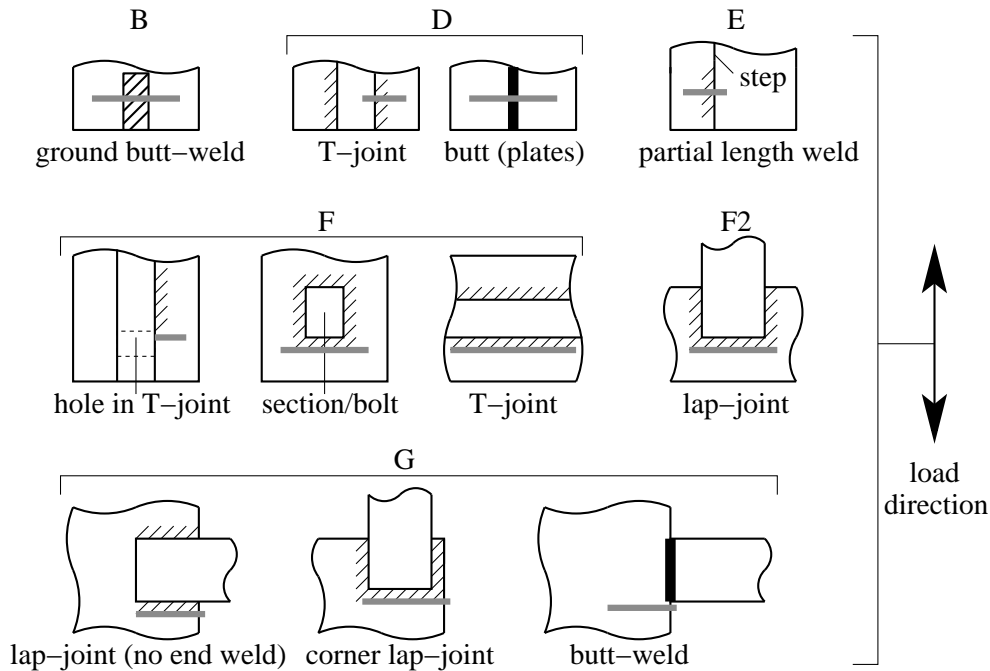 B
D
E
step
ground butt−weld
T−joint
butt (plates)
partial length weld
F
F2
hole in T−joint
section/bolt
T−joint
lap−joint
load
direction
G
lap−joint (no end weld)
corner lap−joint
butt−weld